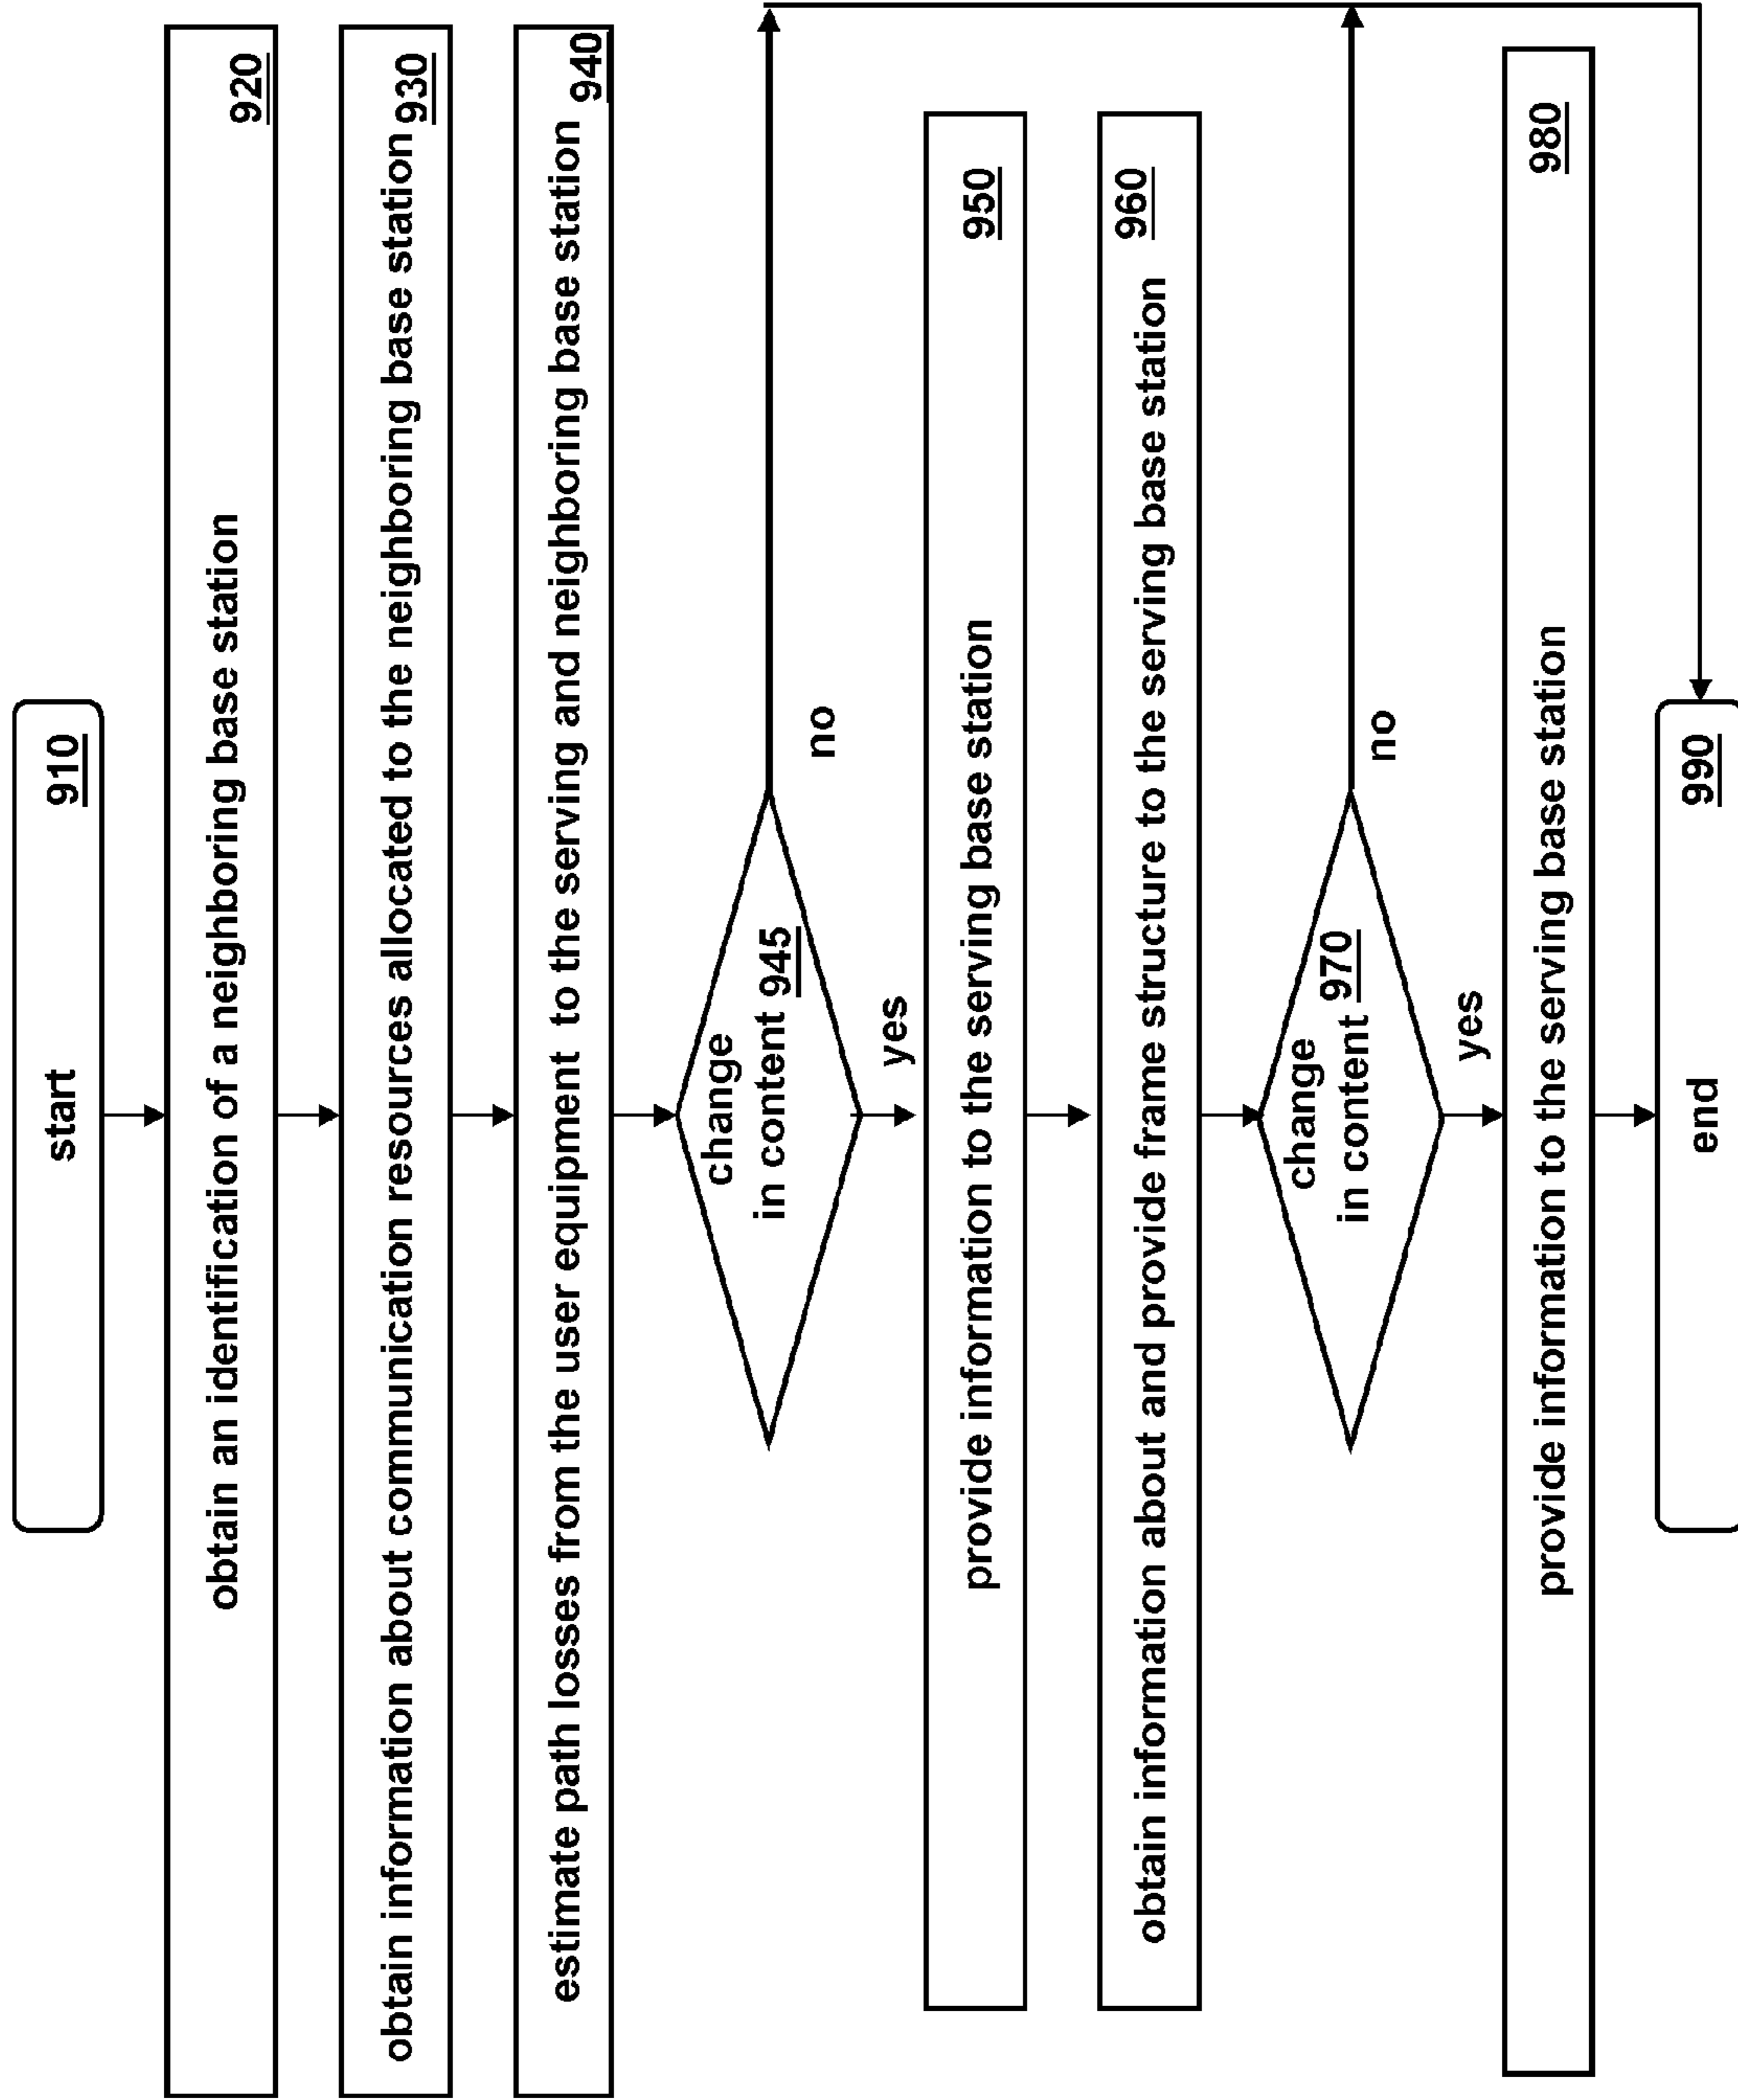 start 910
obtain an identification of a neighboring base station 920
obtain information about communication resources allocated to the neighboring base station 930
estimate path losses from the user equipment to the serving and neighboring base station 940
change
in content 945
no
yes
provide information to the serving base station 950
obtain information about and provide frame structure to the serving base station 960
change
in content 970
no
yes
provide information to the serving base station 980
end 990